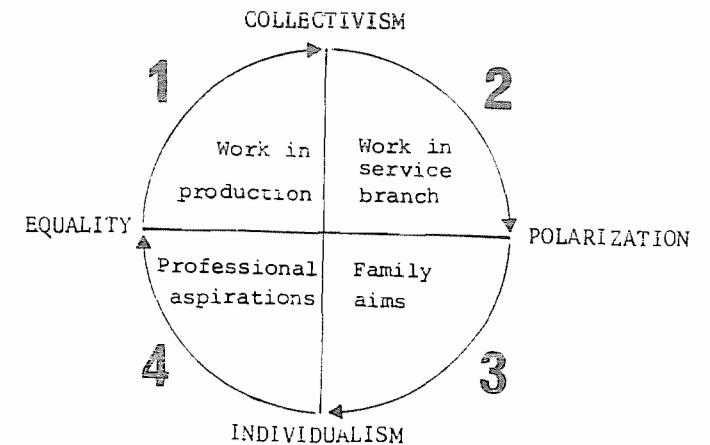 COLLECTIVISM
1
2
Work in
production
Work in
service
branch
EQUALITY
POLARIZATION
Professional
aspirations
Family
aims
4
3
INDIVIDUALISM